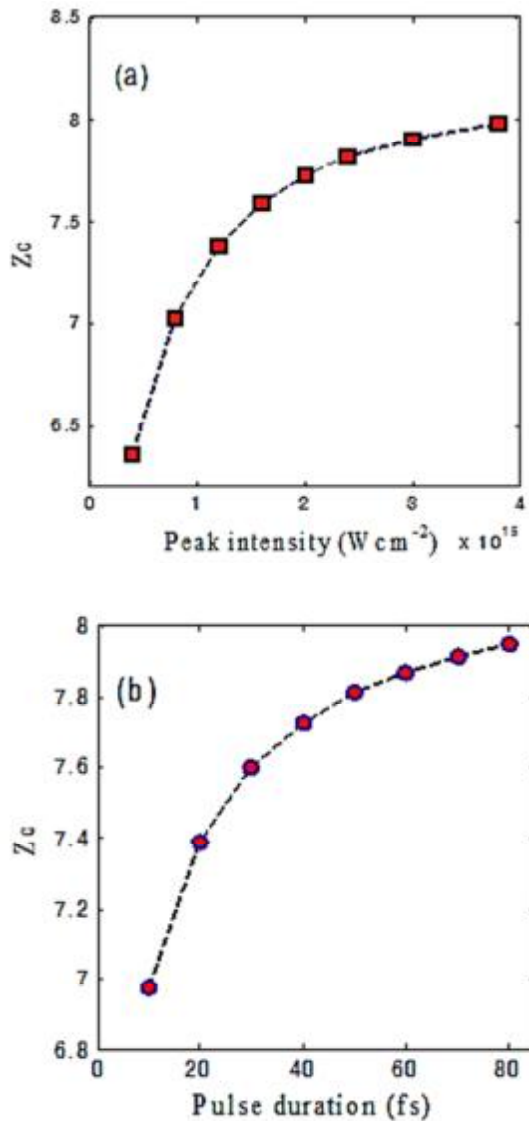 8.5
(a)
8
7.5
Zc
7
6.5
0 1 2 3 4
Peak intensity (W cm⁻²) x 10¹⁵
8
(b)
7.8
7.6
Zc
7.4
7.2
7
6.8
0 20 40 60 80
Pulse duration (fs)